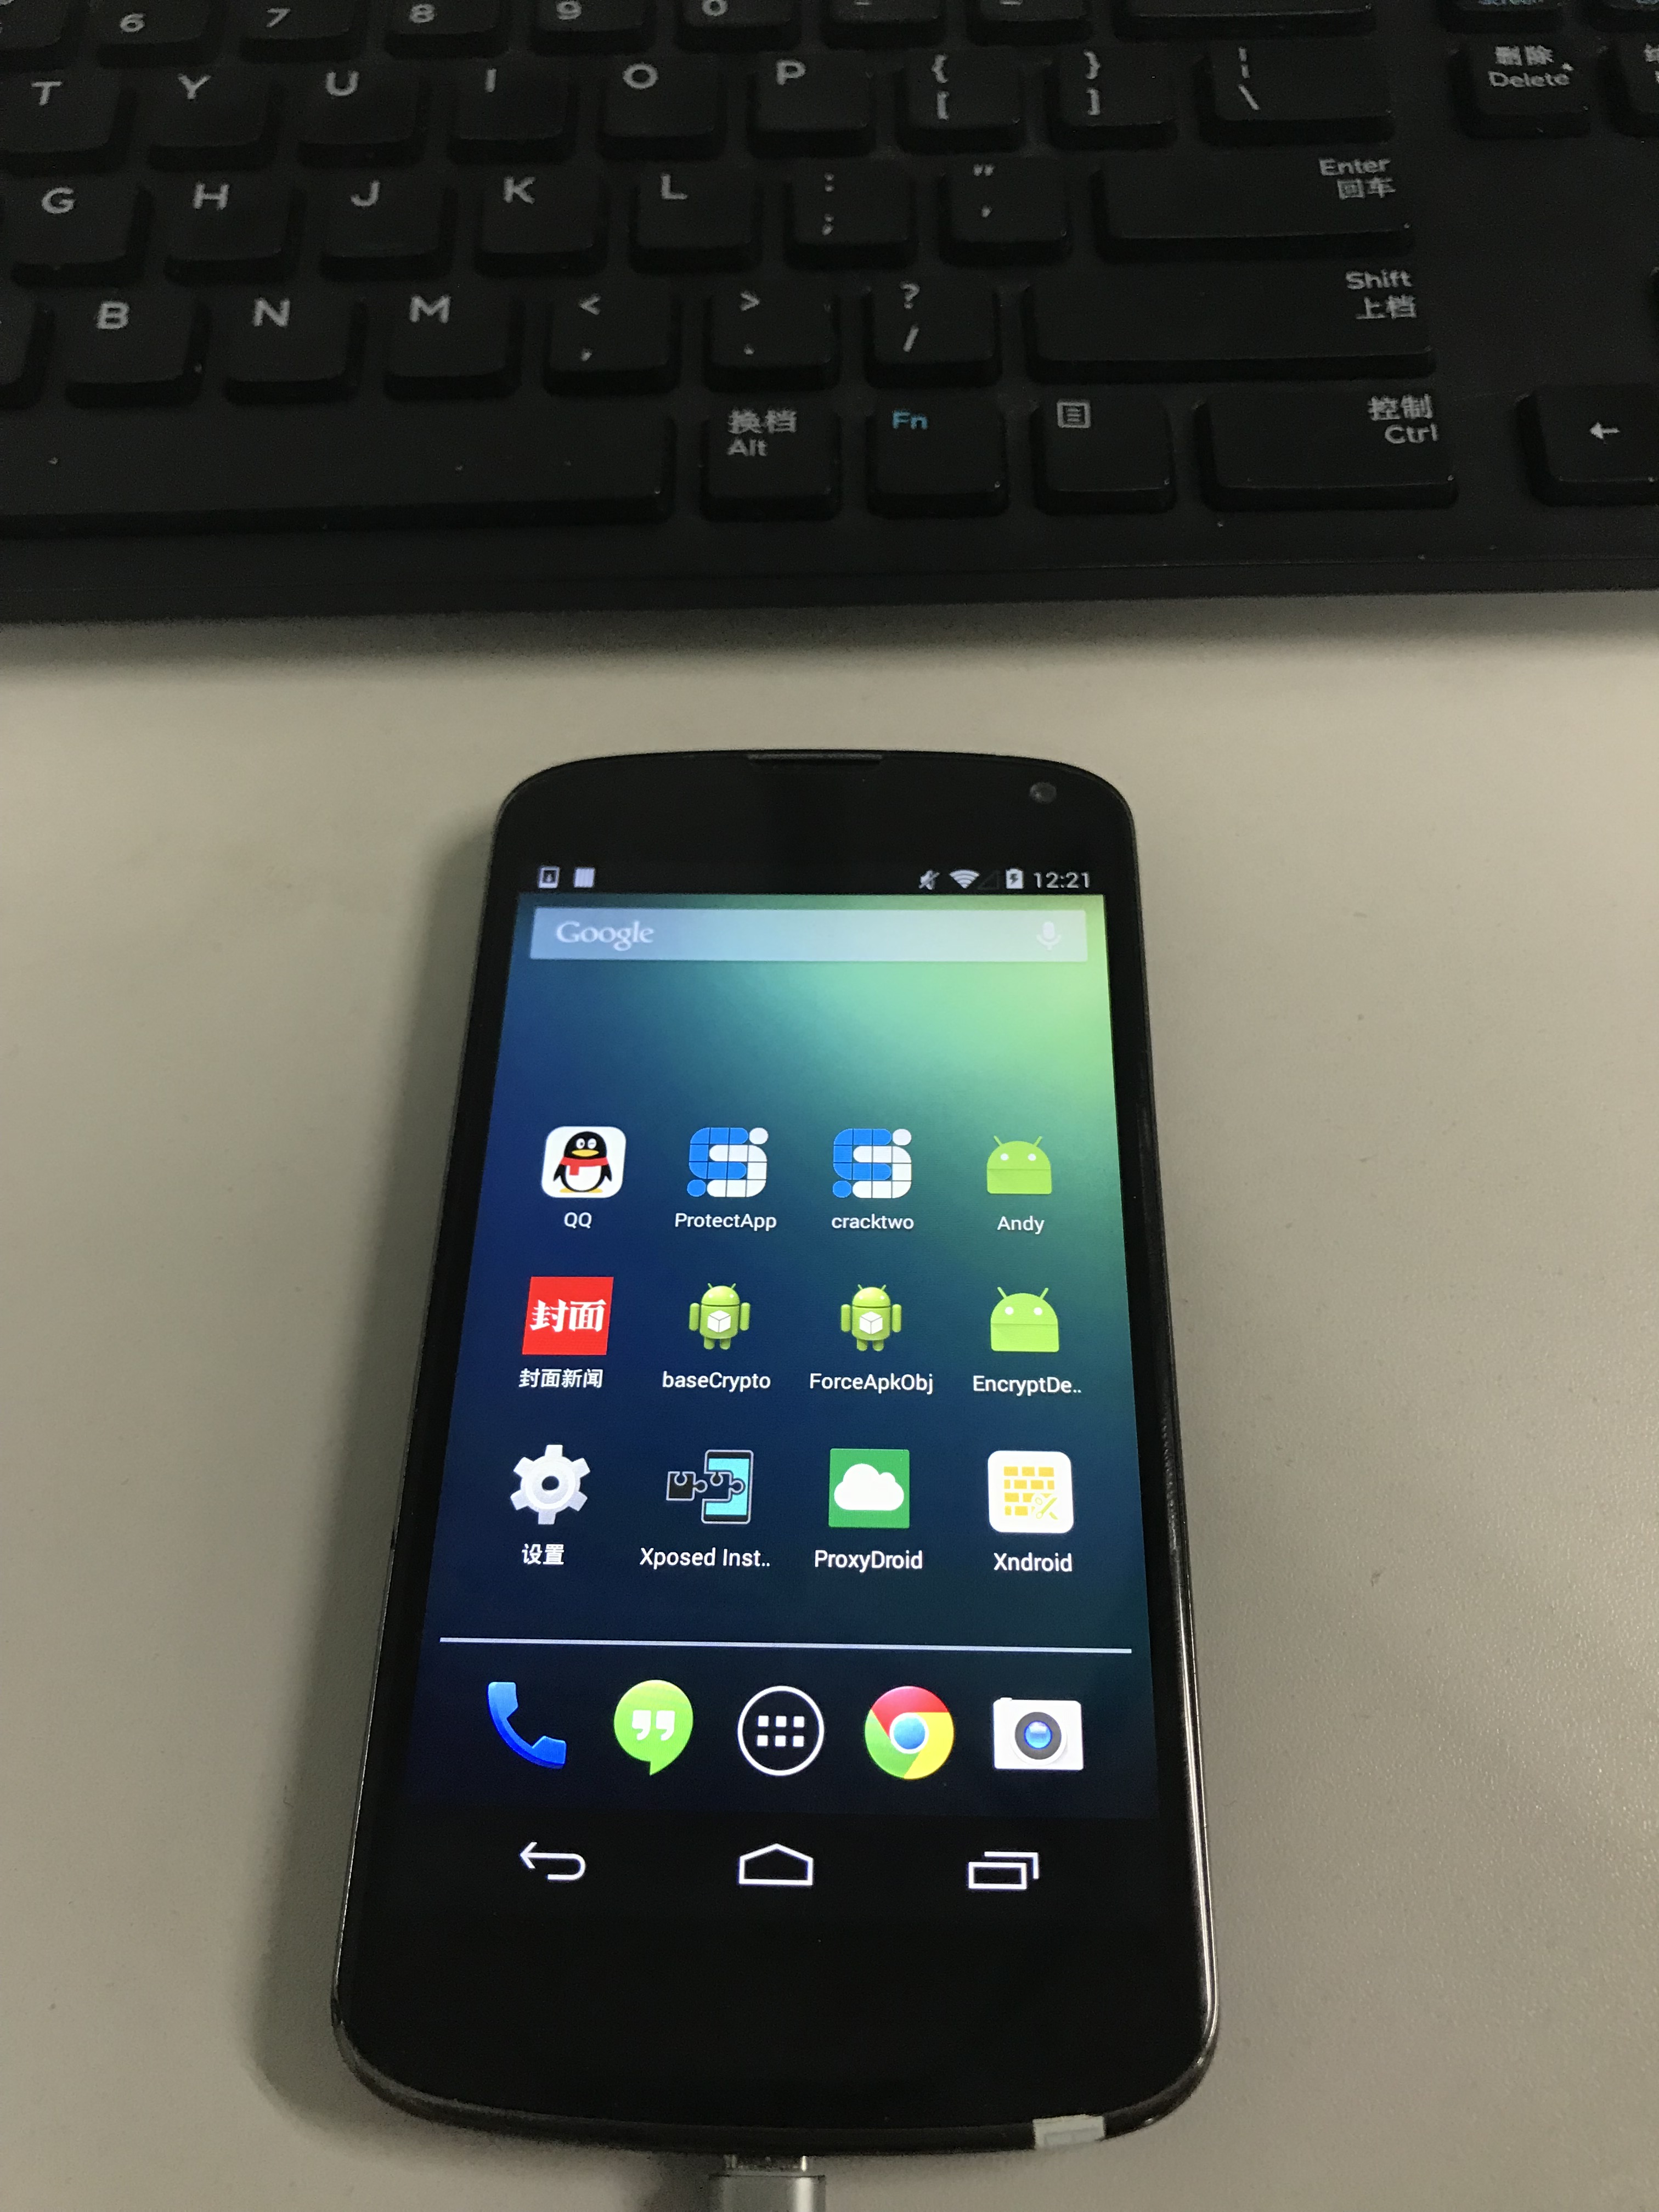 6 7 8 9 0
T Y U I O P { [ } ] | \
删除
Delete
G H J K L : ; " '
Enter
回车
B N M < , > . ? /
Shift
上档
换档
Alt
Fn
控制
Ctrl
←
12:21
Google
QQ ProtectApp cracktwo Andy
封面
封面新闻 baseCrypto ForceApkObj EncryptDe..
设置 Xposed Inst.. ProxyDroid Xndroid